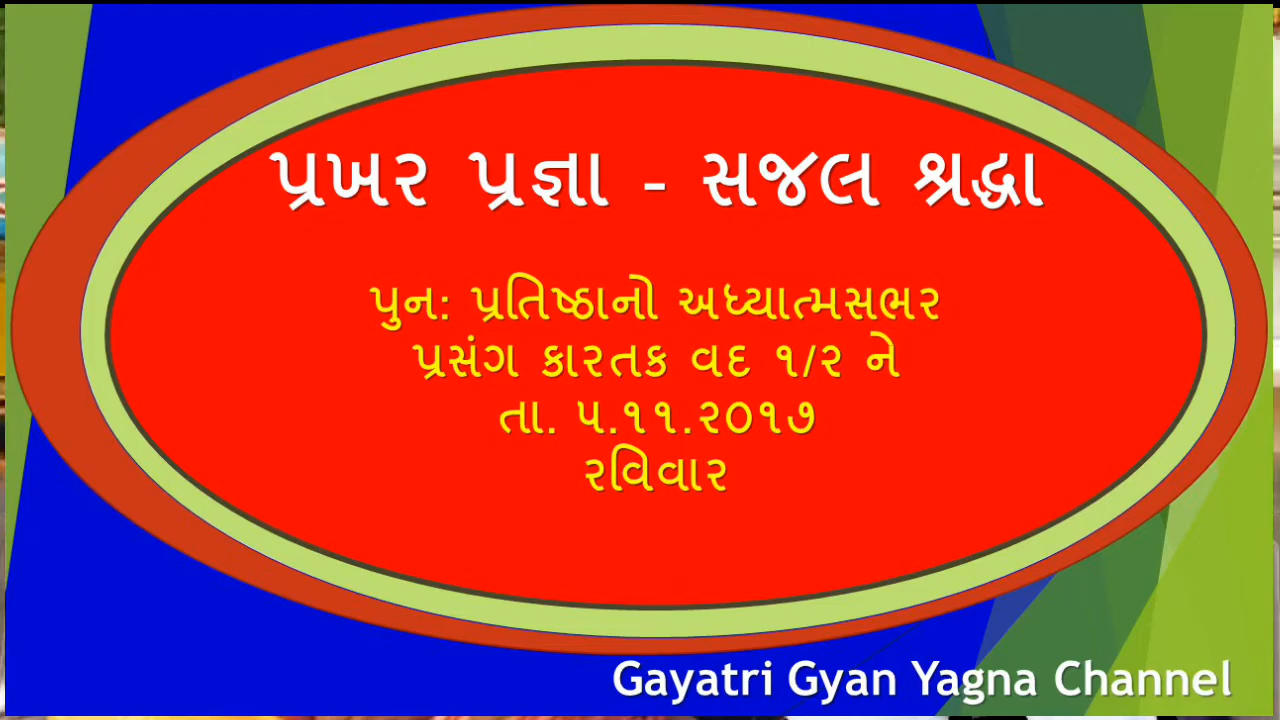 પ્રખર પ્રજ્ઞા - સજલ શ્રદ્ધા
પુન: પ્રતિષ્ઠાનો અધ્યાત્મસભર
પ્રસંગ કારતક વદ ૧/૨ ને
તા. ૫.૧૧.૨૦૧૭
રવિવાર
Gayatri Gyan Yagna Channel